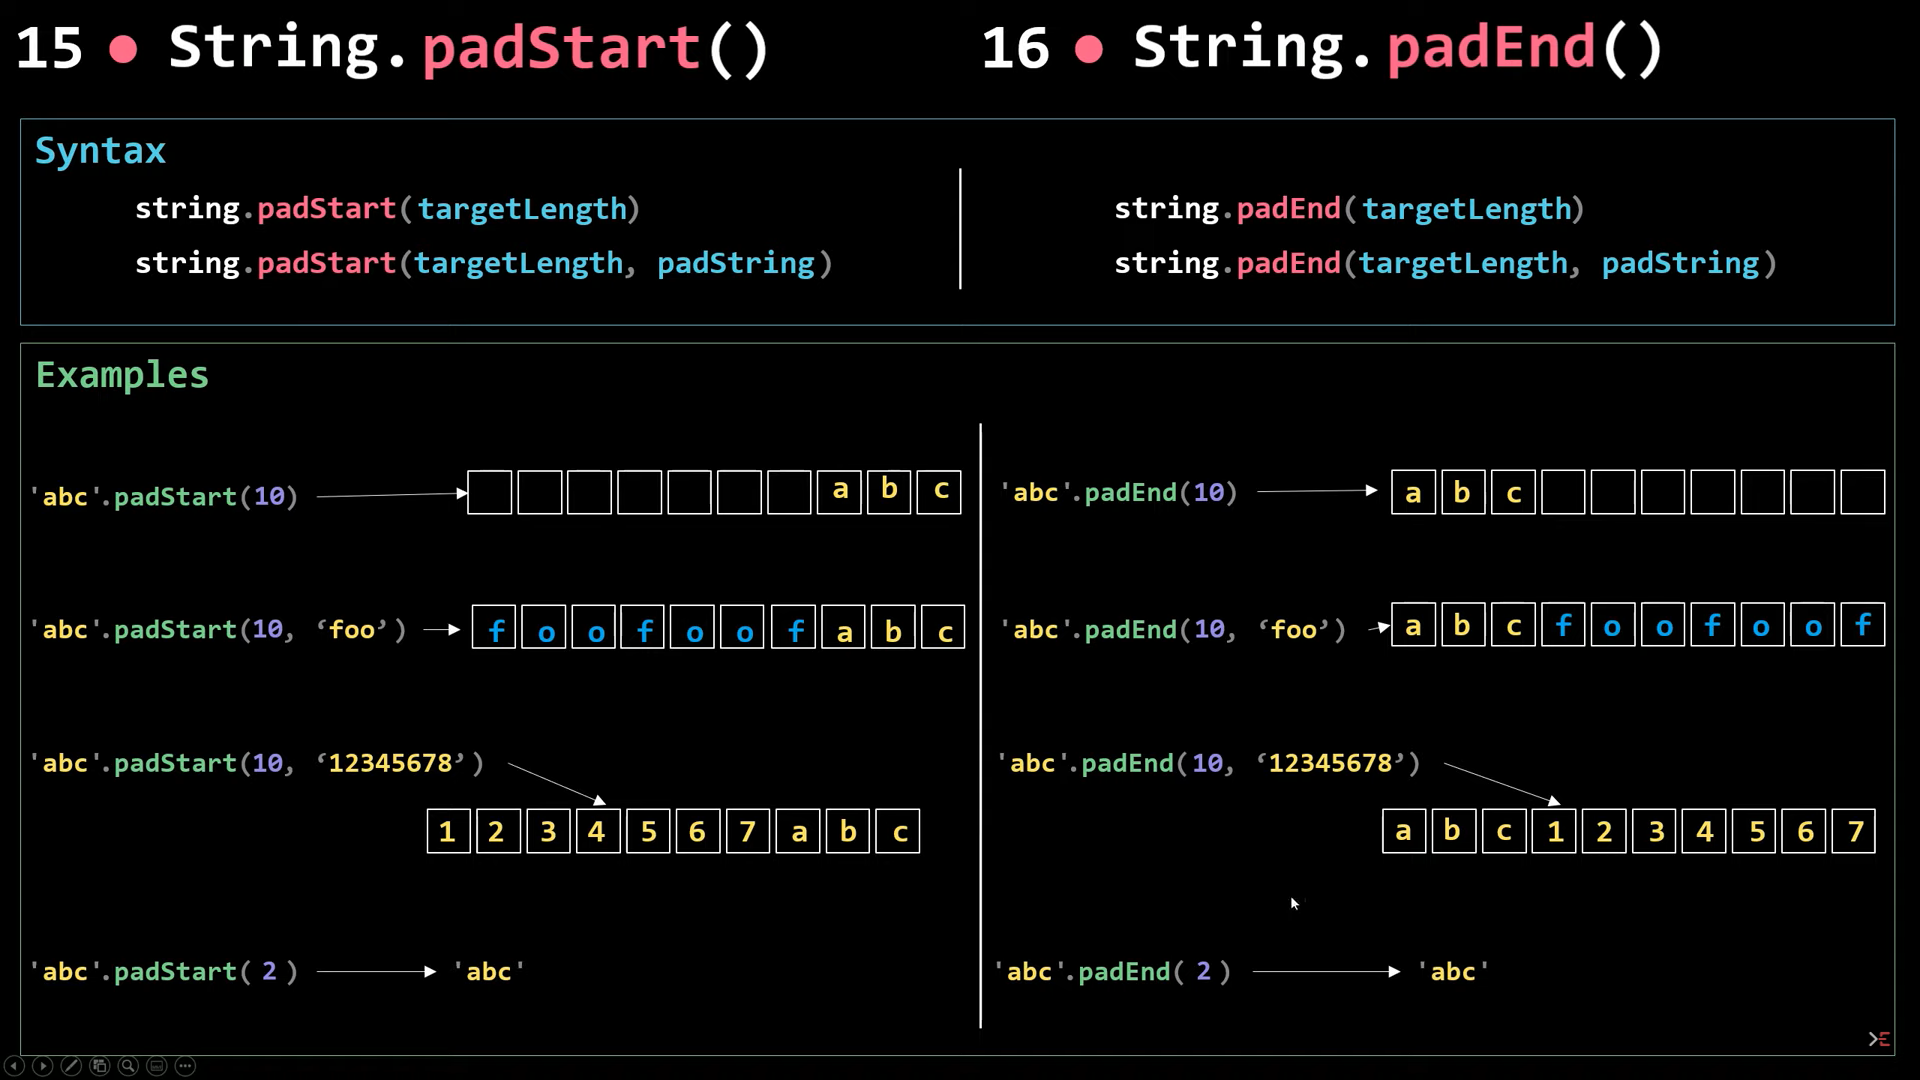 15 • String.padStart()
16 • String.padEnd()
Syntax
string.padStart(targetLength)
string.padStart(targetLength, padString)
string.padEnd(targetLength)
string.padEnd(targetLength, padString)
Examples
'abc'.padStart(10)
a b c
'abc'.padStart(10, ‘foo’)
f o o f o o f a b c
'abc'.padStart(10, ‘12345678’)
1 2 3 4 5 6 7 a b c
'abc'.padStart( 2 )
'abc'
'abc'.padEnd(10)
a b c
'abc'.padEnd(10, ‘foo’)
a b c f o o f o o f
'abc'.padEnd(10, ‘12345678’)
a b c 1 2 3 4 5 6 7
'abc'.padEnd( 2 )
'abc'